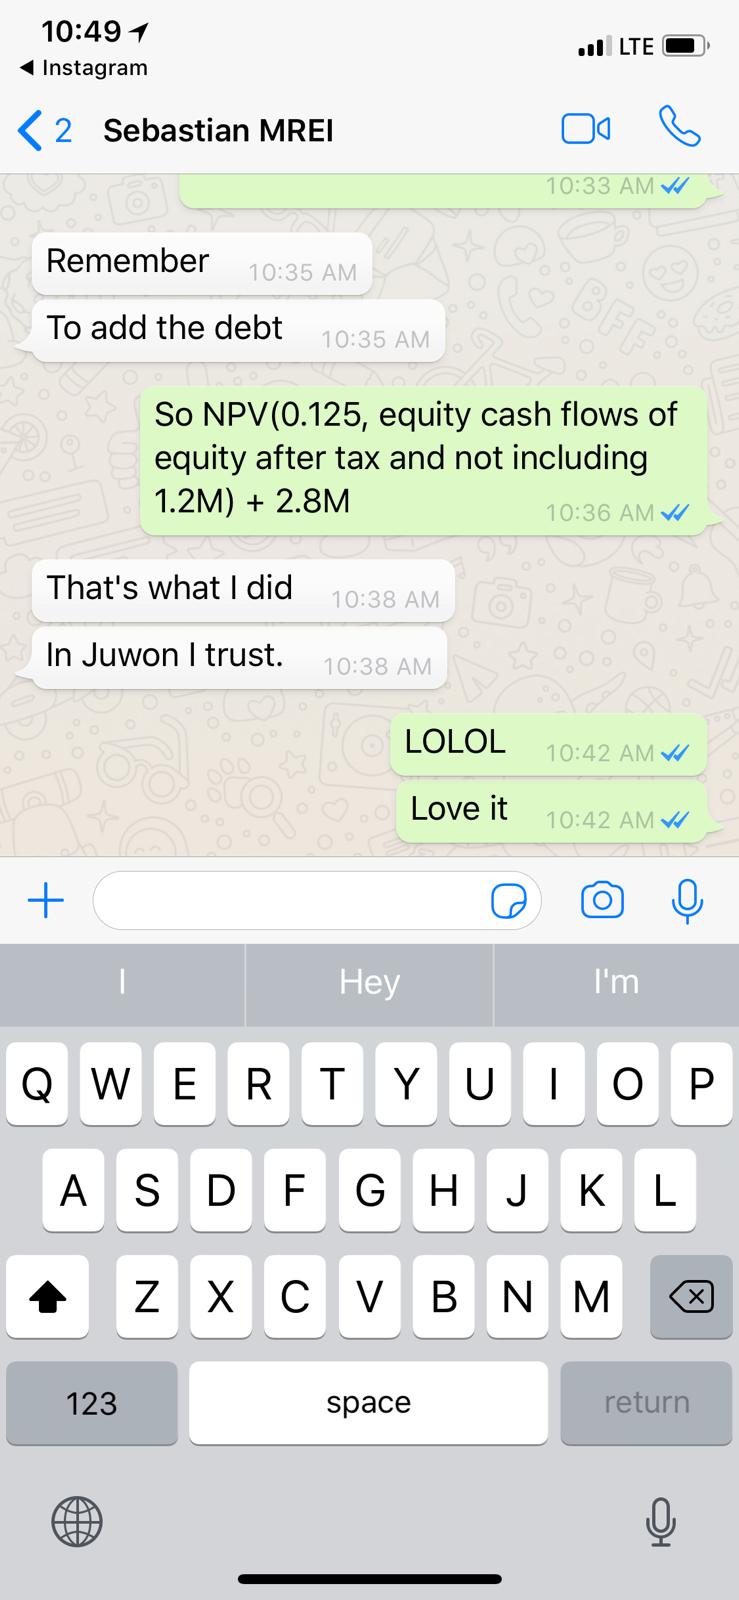 10:49
LTE
◀ Instagram
2 Sebastian MREI
10:33 AM
Remember 10:35 AM
To add the debt 10:35 AM
So NPV(0.125, equity cash flows of
equity after tax and not including
1.2M) + 2.8M 10:36 AM
That's what I did 10:38 AM
In Juwon I trust. 10:38 AM
LOLOL 10:42 AM
Love it 10:42 AM
I Hey I'm
Q W E R T Y U I O P
A S D F G H J K L
Z X C V B N M
123 space return